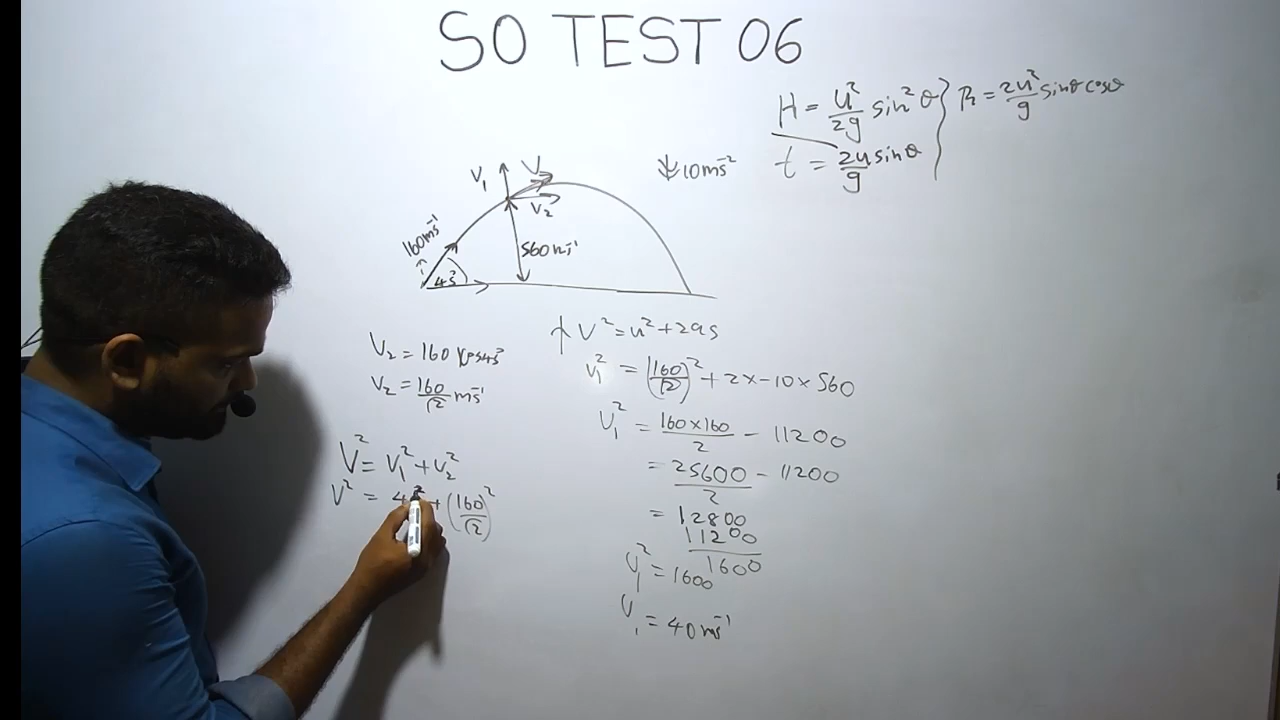 SO TEST 06
H = u²/2g sin²θ } R = 2u²/g sinθ cosθ
t = 2u sinθ/g
↓10ms⁻²
V₁
V
V₂
160ms⁻¹
560m⁻¹
45°
V₂ = 160 cos45°
V₂ = 160/√2 ms⁻¹
V² = V₁² + V₂²
V² = 4 ² + (160/√2)²
↑ V² = u² + 2as
V₁² = (160/√2)² + 2×-10×560
V₁² = 160×160/2 - 11200
= 25600/2 - 11200
= 12800
11200
1600
V₁² = 1600
V₁ = 40ms⁻¹